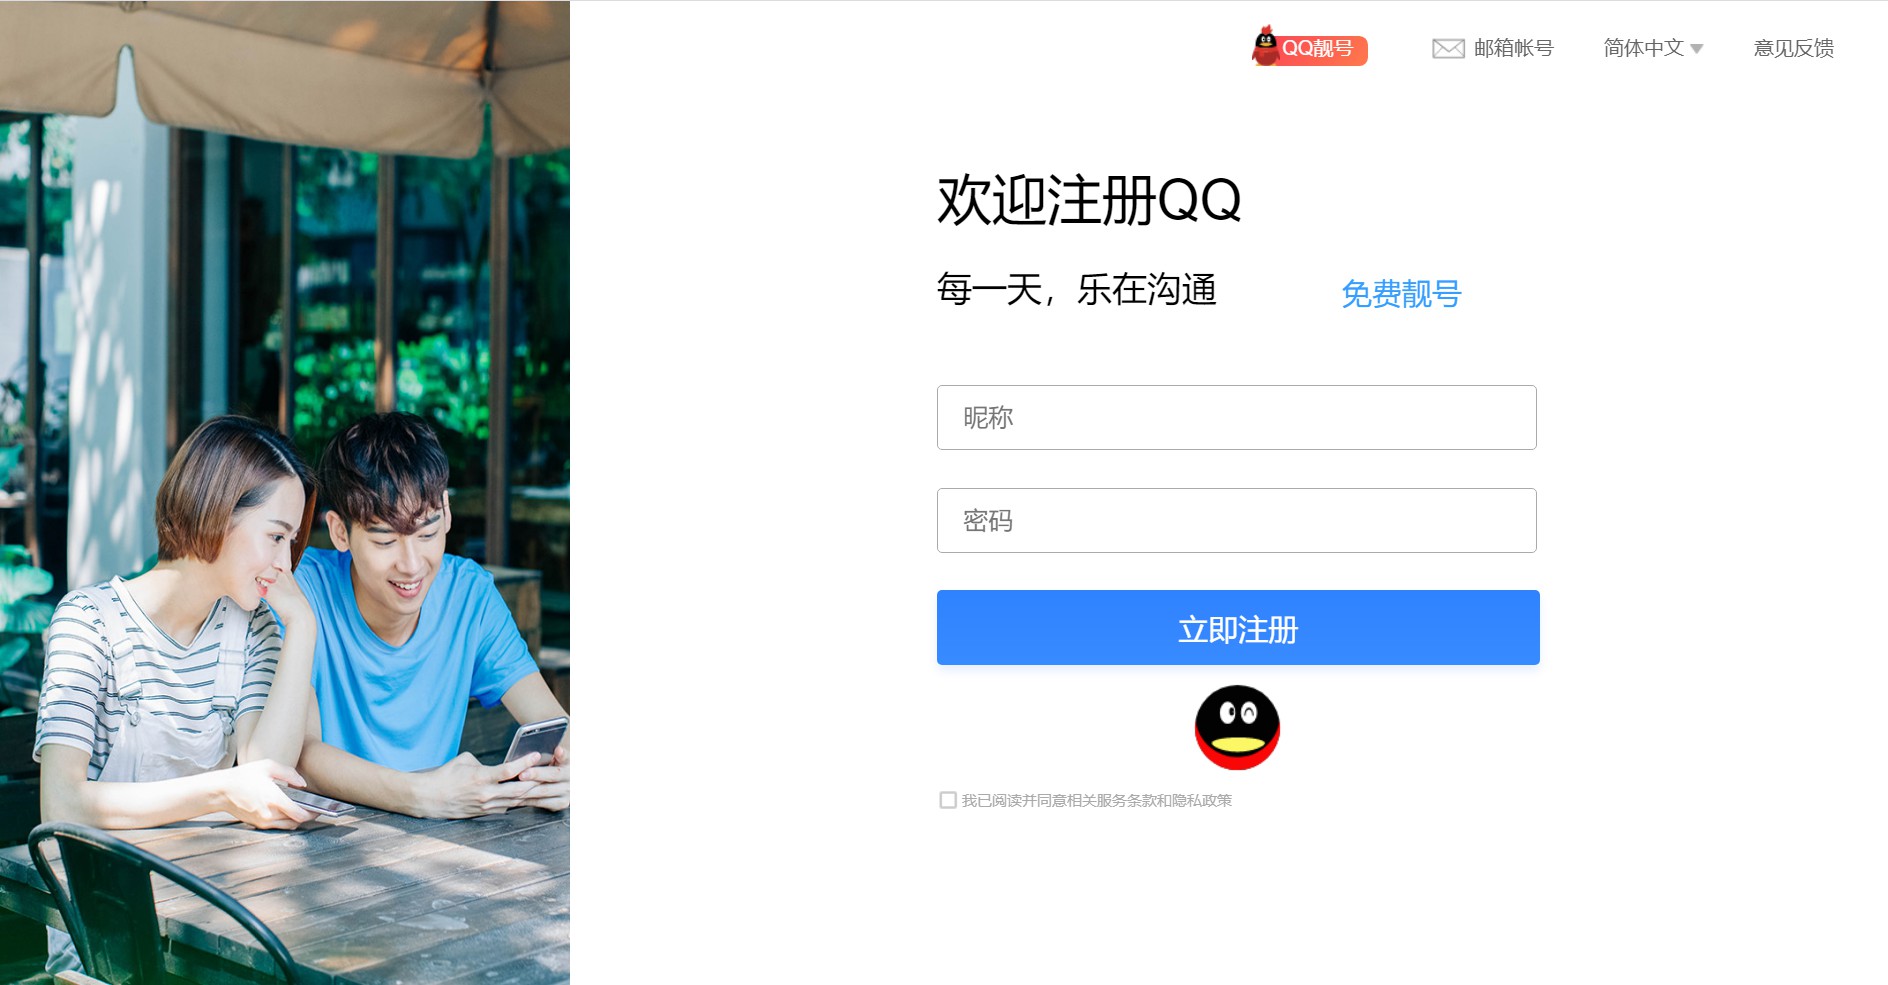 QQ靓号
邮箱帐号
简体中文
意见反馈
欢迎注册QQ
每一天，乐在沟通
免费靓号
昵称
密码
立即注册
我已阅读并同意相关服务条款和隐私政策